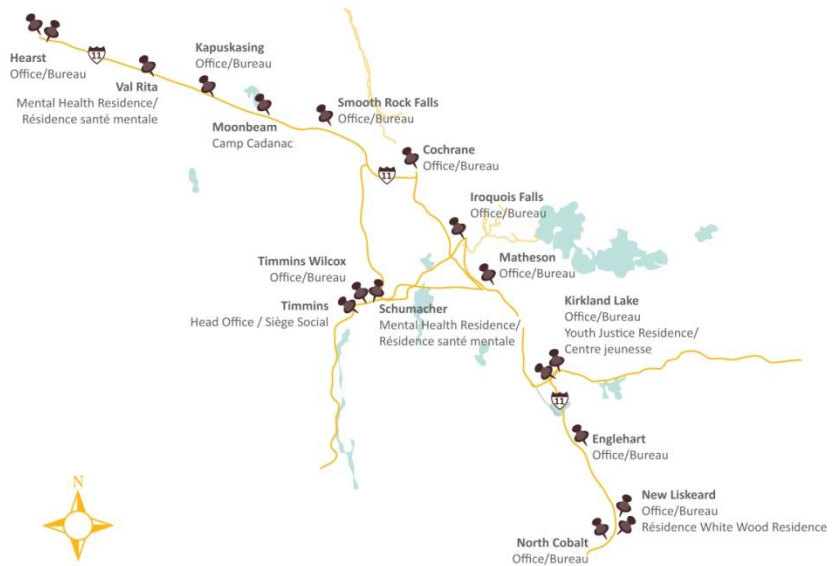 Hearst
Office/Bureau
11
Val Rita
Mental Health Residence/
Résidence santé mentale
Kapuskasing
Office/Bureau
Moonbeam
Camp Cadanac
Smooth Rock Falls
Office/Bureau
Cochrane
Office/Bureau
11
Iroquois Falls
Office/Bureau
Matheson
Office/Bureau
Timmins Wilcox
Office/Bureau
Timmins
Head Office / Siège Social
Schumacher
Mental Health Residence/
Résidence santé mentale
Kirkland Lake
Office/Bureau
Youth Justice Residence/
Centre jeunesse
11
Englehart
Office/Bureau
New Liskeard
Office/Bureau
Résidence White Wood Residence
North Cobalt
Office/Bureau
N